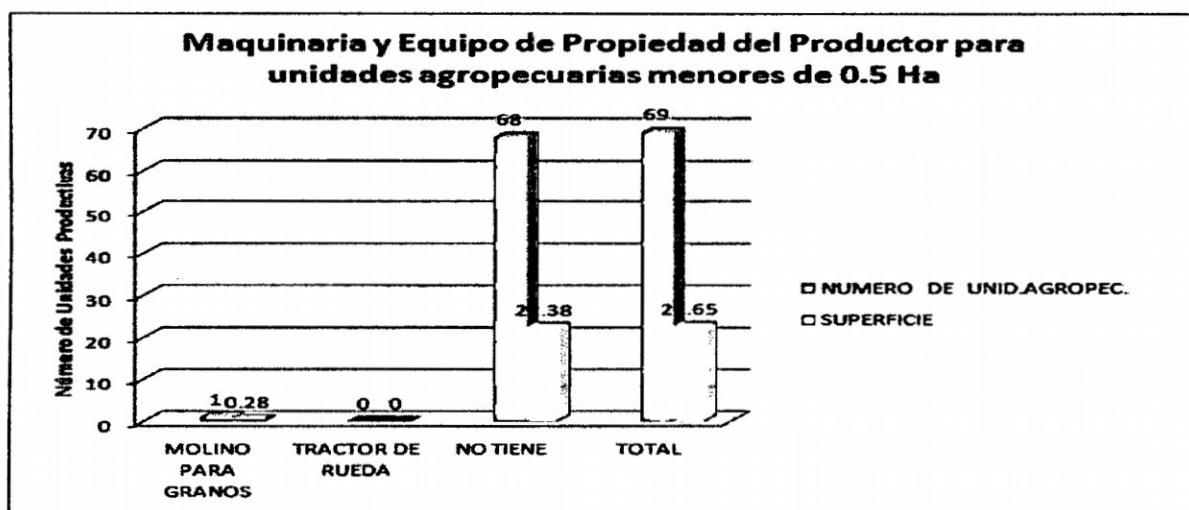 Maquinaria y Equipo de Propiedad del Productor para
unidades agropecuarias menores de 0.5 Ha
Número de Unidades Productivas
70
60
50
40
30
20
10
0
1 0.28
0 0
68
69
MOLINO PARA GRANOS
TRACTOR DE RUEDA
NO TIENE
TOTAL
NUMERO DE UNID.AGROPEC.
SUPERFICIE